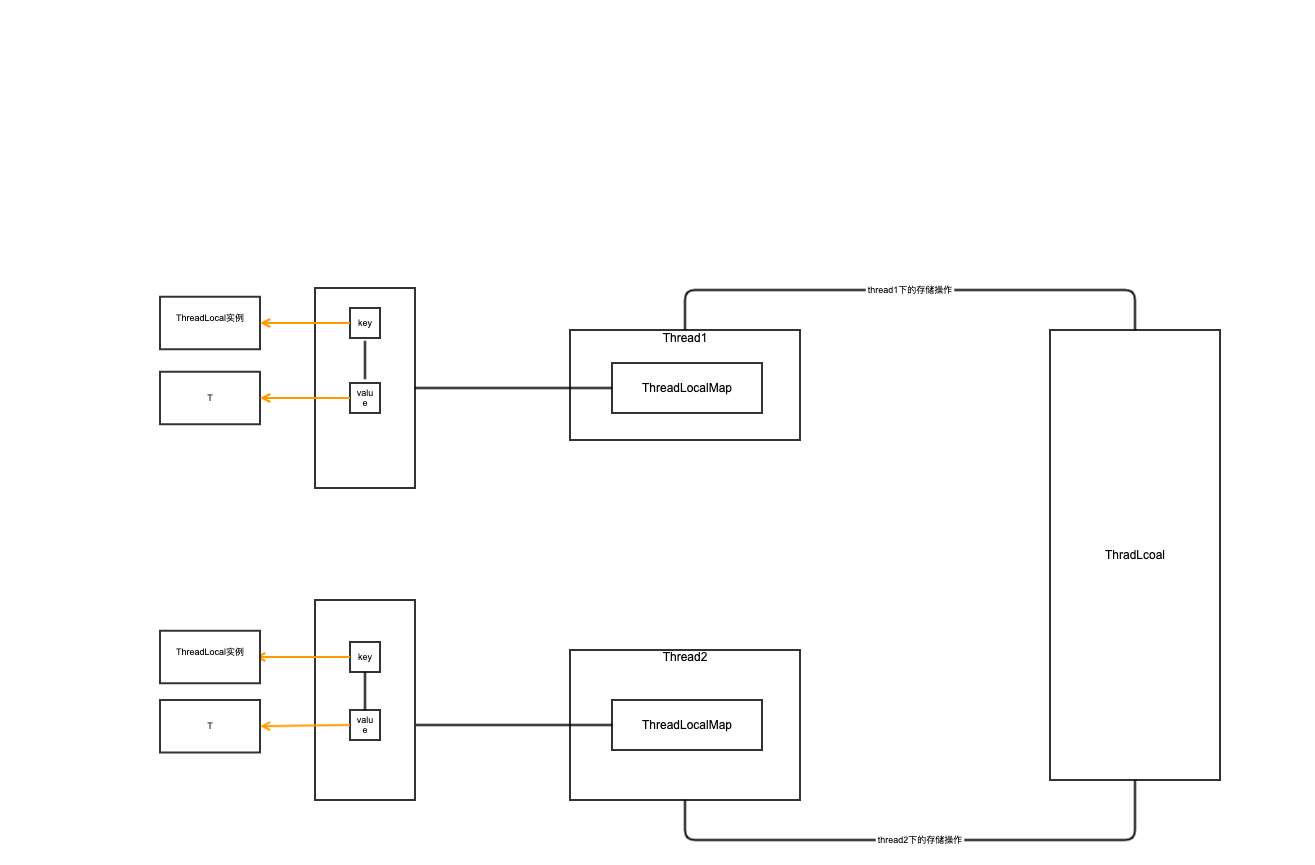 thread1下的存储操作
ThreadLocal实例
key
Thread1
ThreadLocalMap
T
valu
e
ThradLcoal
ThreadLocal实例
key
Thread2
ThreadLocalMap
T
valu
e
thread2下的存储操作